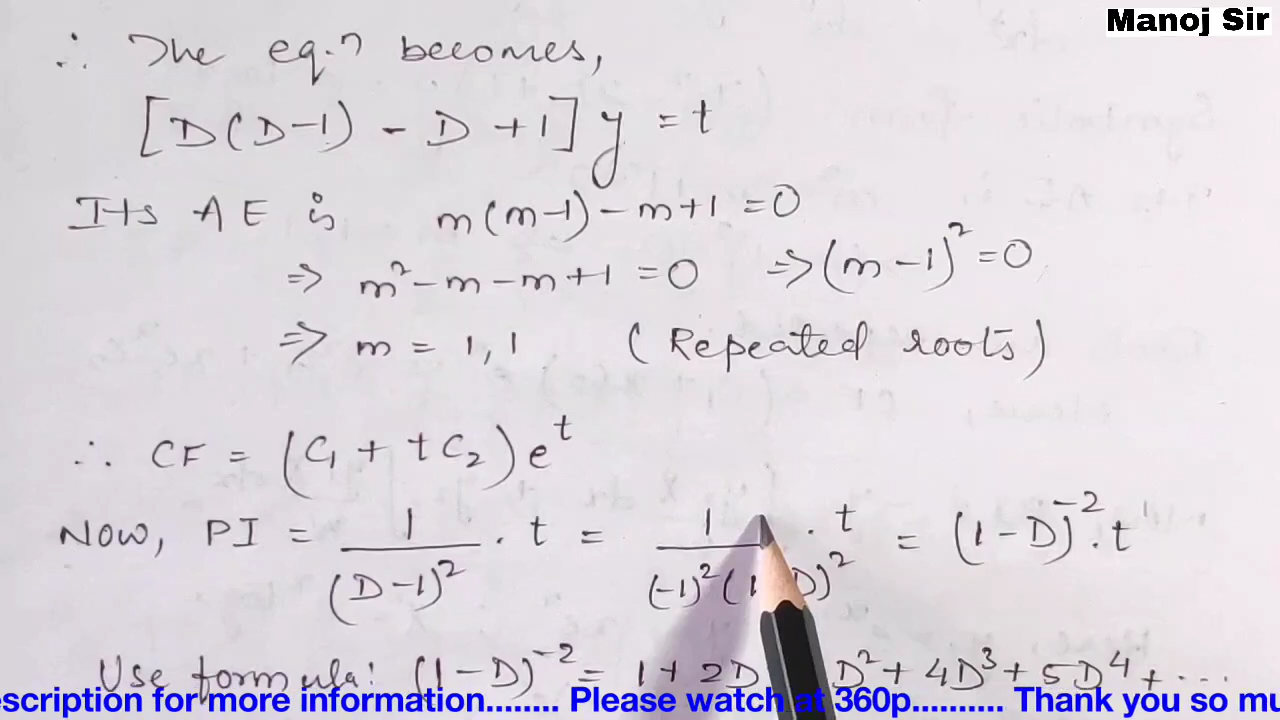 Manoj Sir
∴ The eq.n becomes,
[D(D-1) - D + 1] y = t
Its AE is m(m-1) - m + 1 = 0
⇒ m² - m - m + 1 = 0 ⇒ (m - 1)² = 0
⇒ m = 1, 1 (Repeated roots)
∴ CF = (C₁ + tC₂) eᵗ
Now, PI = 1/(D-1)² . t = 1/(-1)²(1 D)² . t = (1-D)⁻² . t¹
Use formula: (1-D)⁻² = 1 + 2D D² + 4D³ + 5D⁴ + ...
scription for more information........ Please watch at 360p.......... Thank you so mu